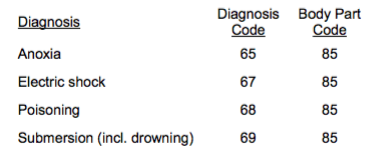 Diagnosis Body Part
Diagnosis Code Code
Anoxia 65 85
Electric shock 67 85
Poisoning 68 85
Submersion (incl. drowning) 69 85